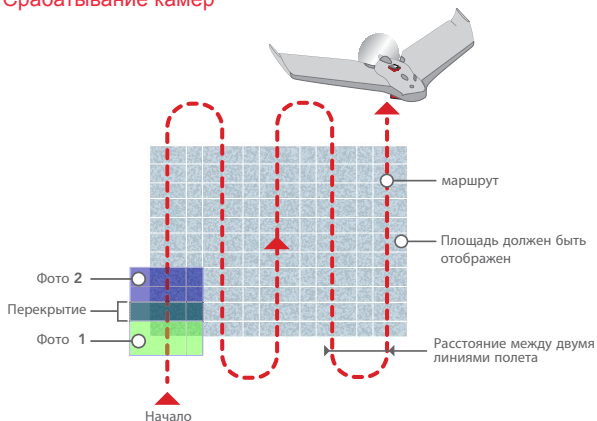 Срабатывание камер
маршрут
Площадь должен быть
отображен
Фото 2
Перекрытие
Фото 1
Расстояние между двумя
линиями полета
Начало